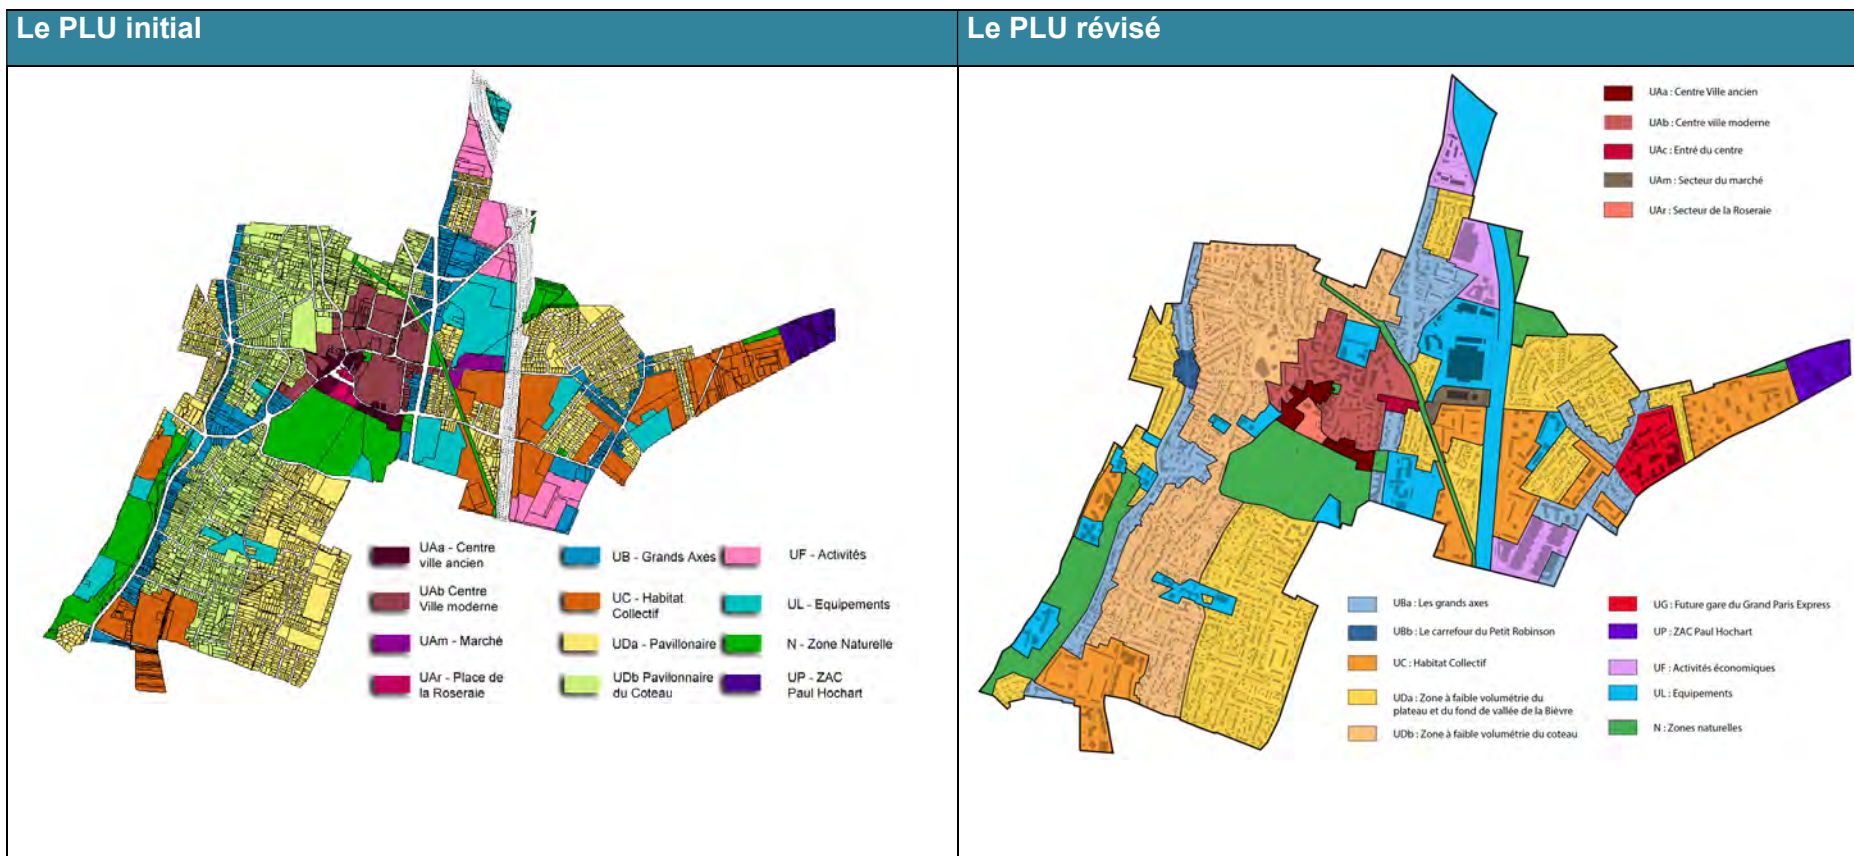 Le PLU initial
Le PLU révisé
UAa - Centre
ville ancien
UAb Centre
Ville moderne
UAm - Marché
UAr - Place de
la Roseraie
UB - Grands Axes
UC - Habitat
Collectif
UDa - Pavillonaire
UDb Pavilonnaire
du Coteau
UF - Activités
UL - Equipements
N - Zone Naturelle
UP - ZAC
Paul Hochart
UAa : Centre Ville ancien
UAb : Centre ville moderne
UAc : Entré du centre
UAm : Secteur du marché
UAr : Secteur de la Roseraie
UBa : Les grands axes
UBb : Le carrefour du Petit Robinson
UC : Habitat Collectif
UDa : Zone à faible volumétrie du
plateau et du fond de vallée de la Bièvre
UDb : Zone à faible volumétrie du coteau
UG : Future gare du Grand Paris Express
UP : ZAC Paul Hochart
UF : Activités économiques
UL : Equipements
N : Zones naturelles